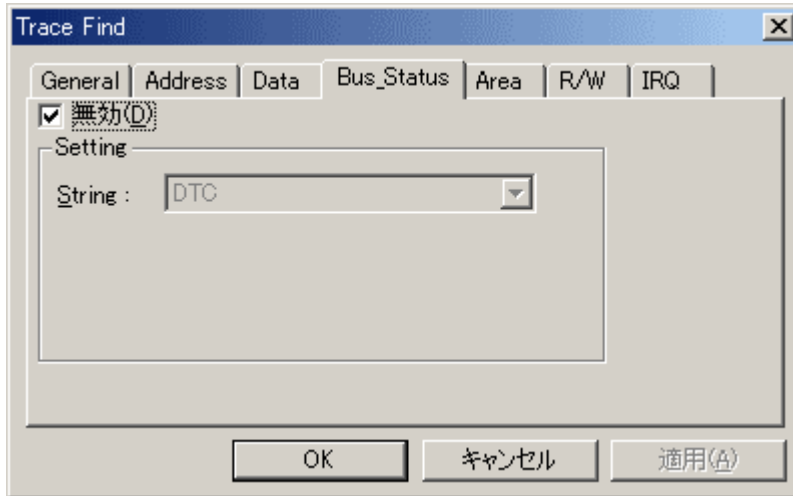 Trace Find
General Address Data Bus_Status Area R/W IRQ
無効(D)
Setting
String : DTC
OK キャンセル 適用(A)